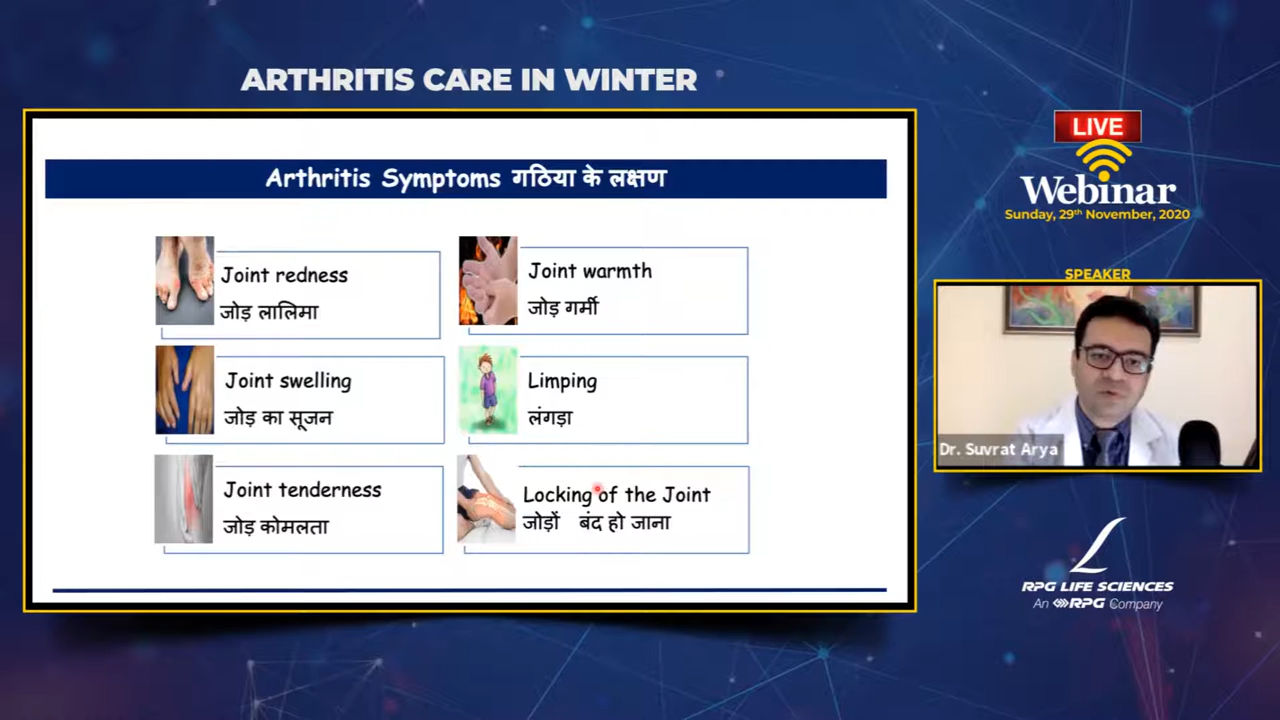 ARTHRITIS CARE IN WINTER
Arthritis Symptoms गठिया के लक्षण
Joint redness
जोड़ लालिमा
Joint warmth
जोड़ गर्मी
Joint swelling
जोड़ का सूजन
Limping
लंगड़ा
Joint tenderness
जोड़ कोमलता
Locking of the Joint
जोड़ों बंद हो जाना
LIVE
Webinar
Sunday, 29th November, 2020
SPEAKER
Dr. Suvrat Arya
RPG LIFE SCIENCES
An RPG Company